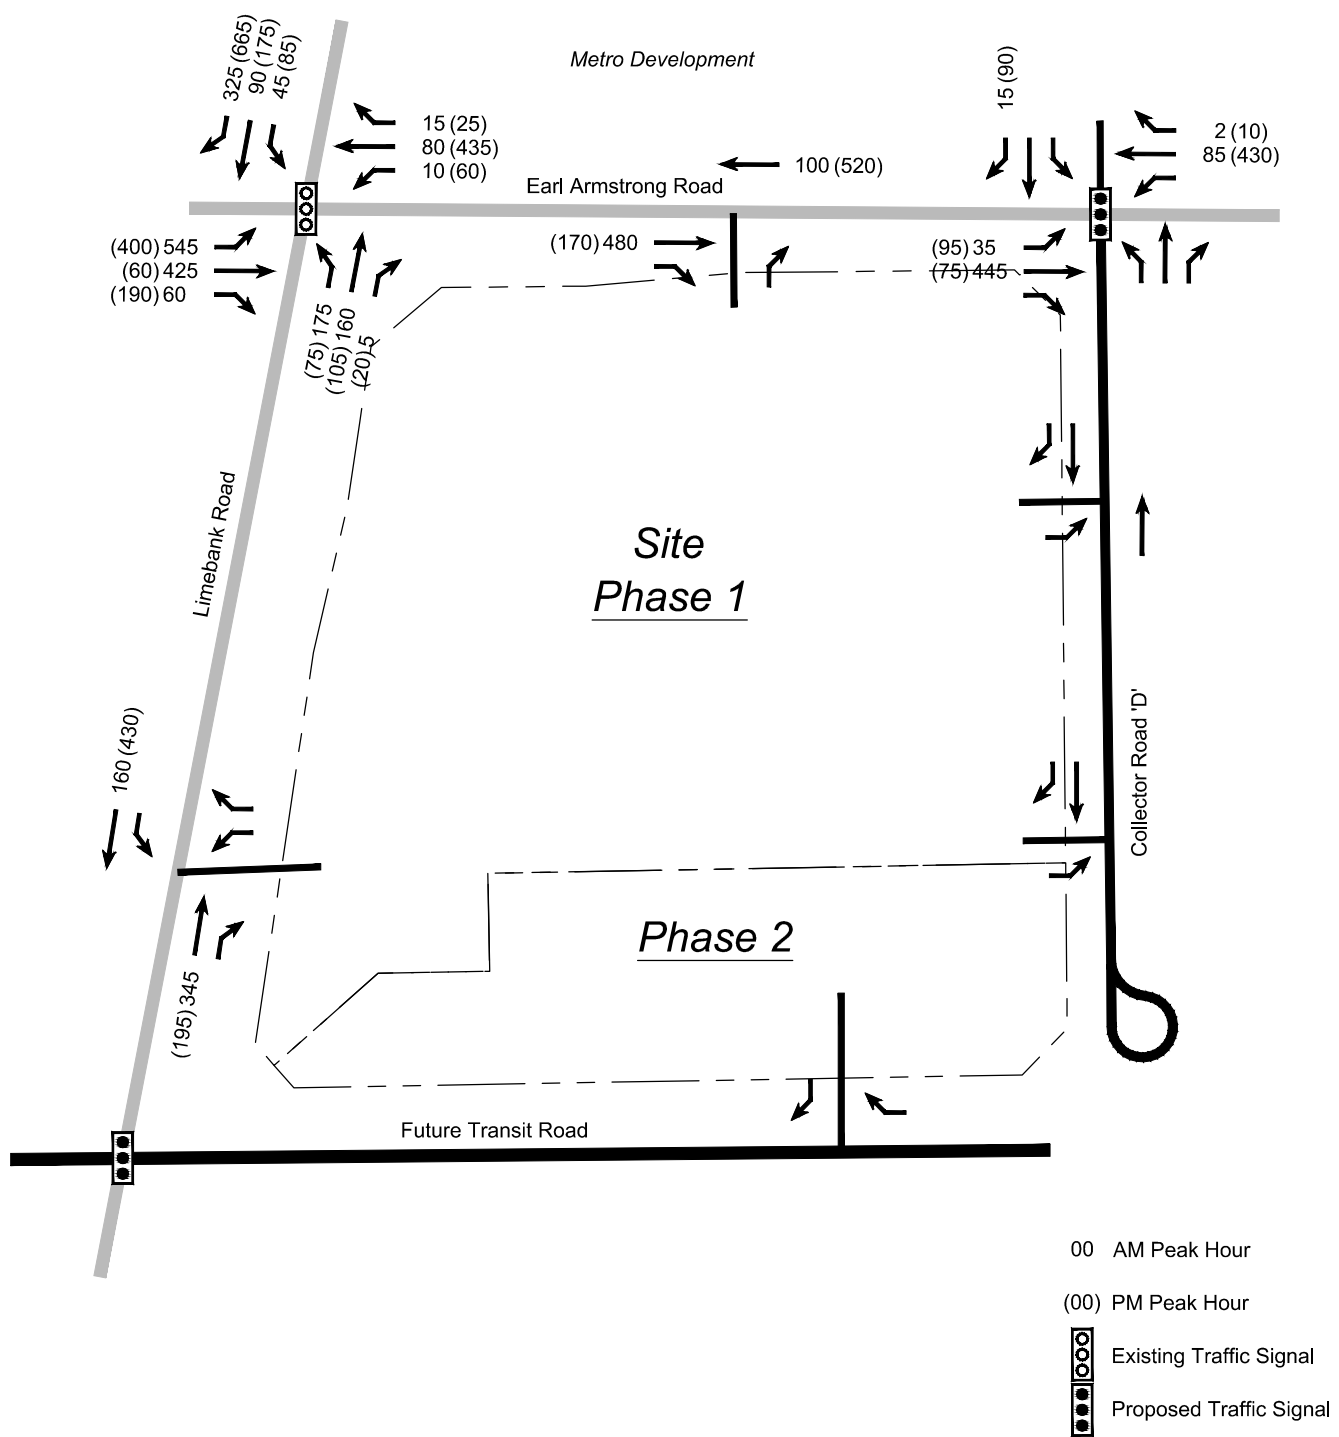 Metro Development
325 (665)
90 (175)
45 (85)
15 (25)
80 (435)
10 (60)
100 (520)
15 (90)
2 (10)
85 (430)
Earl Armstrong Road
(400) 545
(60) 425
(190) 60
(170) 480
(95) 35
(75) 445
(75) 175
(105) 160
(20) 5
Limebank Road
Site
Phase 1
160 (430)
Collector Road 'D'
Phase 2
(195) 345
Future Transit Road
00 AM Peak Hour
(00) PM Peak Hour
Existing Traffic Signal
Proposed Traffic Signal